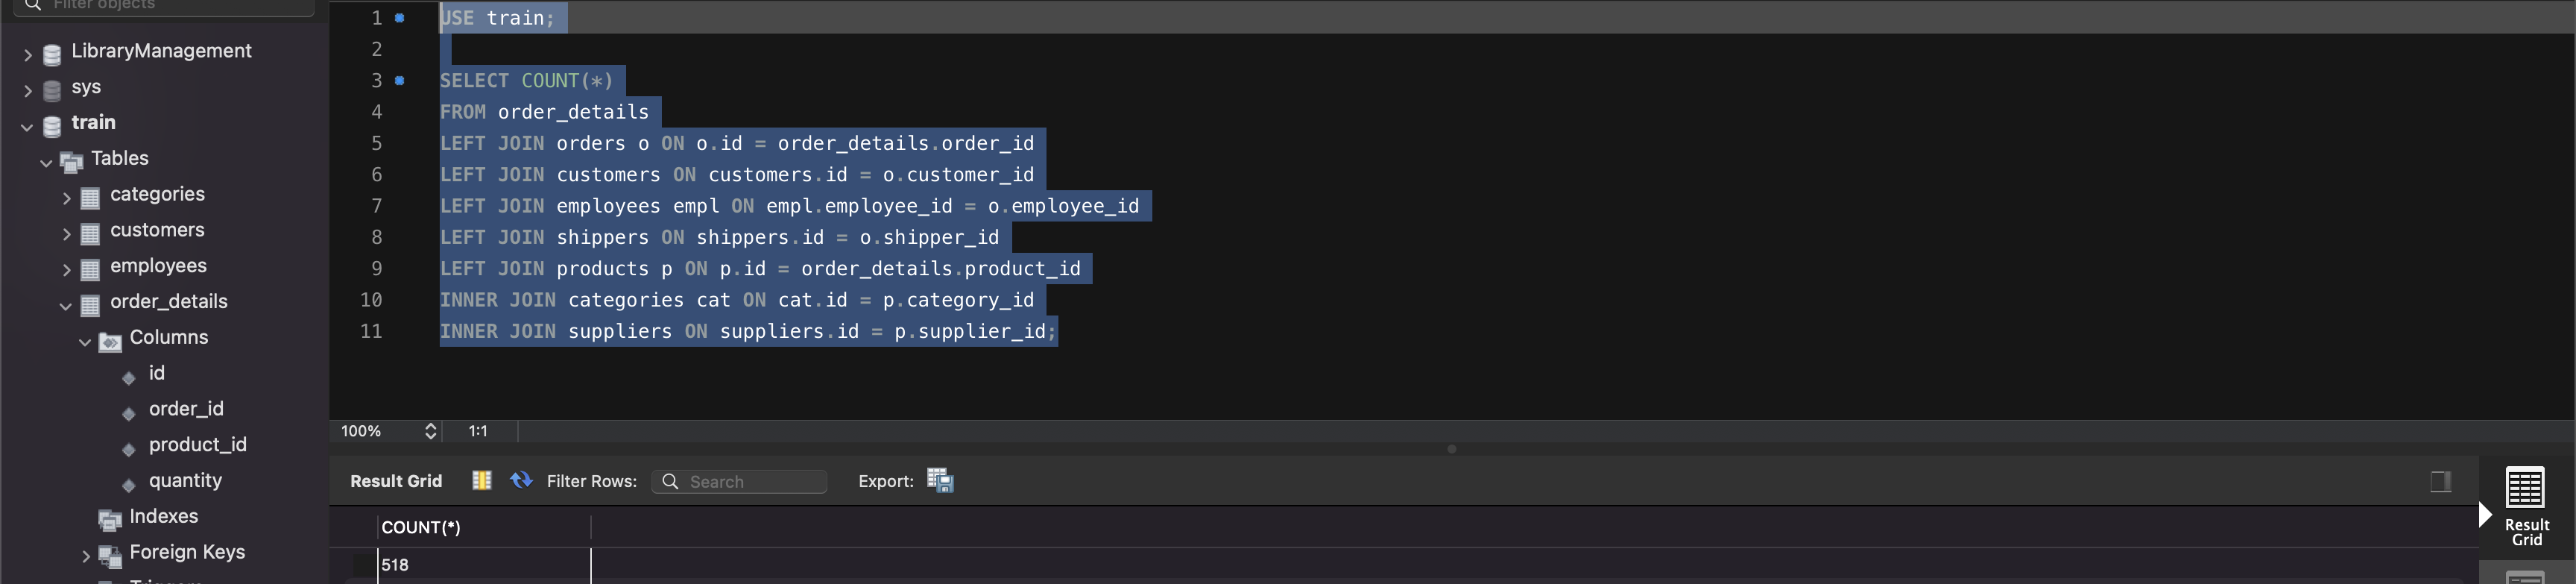 Filter objects
LibraryManagement
sys
train
Tables
categories
customers
employees
order_details
Columns
id
order_id
product_id
quantity
Indexes
Foreign Keys
1 USE train;
2
3 SELECT COUNT(*)
4 FROM order_details
5 LEFT JOIN orders o ON o.id = order_details.order_id
6 LEFT JOIN customers ON customers.id = o.customer_id
7 LEFT JOIN employees empl ON empl.employee_id = o.employee_id
8 LEFT JOIN shippers ON shippers.id = o.shipper_id
9 LEFT JOIN products p ON p.id = order_details.product_id
10 INNER JOIN categories cat ON cat.id = p.category_id
11 INNER JOIN suppliers ON suppliers.id = p.supplier_id;
100% 1:1
Result Grid Filter Rows: Search Export:
COUNT(*)
518
Result
Grid